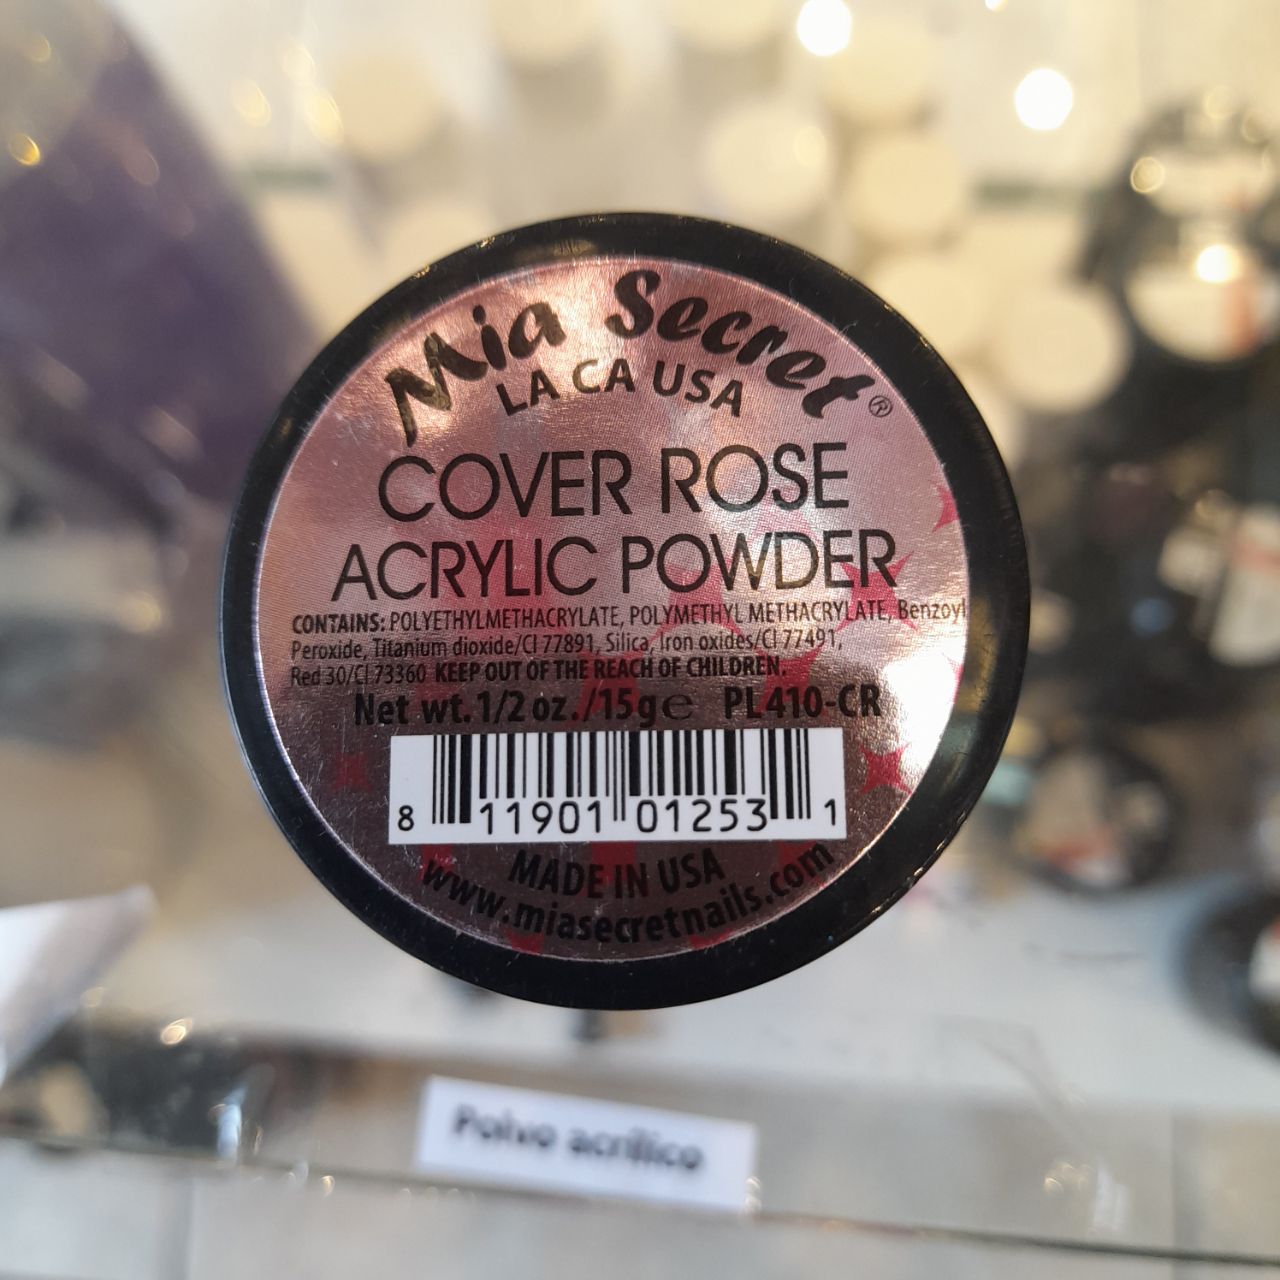 Mia Secret®
LA CA USA
COVER ROSE
ACRYLIC POWDER
CONTAINS: POLYETHYLMETHACRYLATE, POLYMETHYL METHACRYLATE, Benzoyl
Peroxide, Titanium dioxide/CI 77891, Silica, Iron oxides/CI 77491,
Red 30/CI 73360 KEEP OUT OF THE REACH OF CHILDREN.
Net wt. 1/2 oz./15g℮ PL410-CR
8 11901 01253 1
MADE IN USA
www.miasecretnails.com
Polvo acrílico